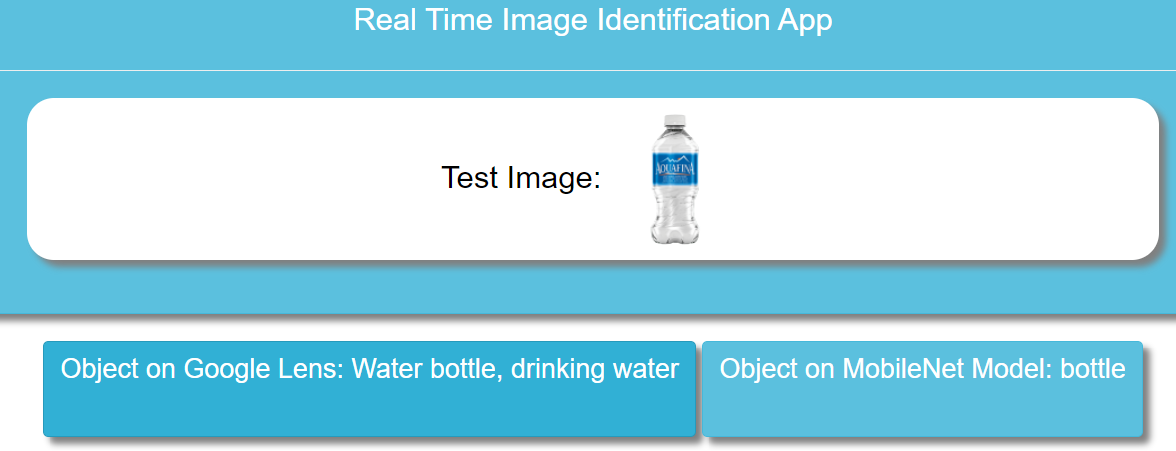 Real Time Image Identification App
Test Image:
AQUAFINA
Object on Google Lens: Water bottle, drinking water
Object on MobileNet Model: bottle